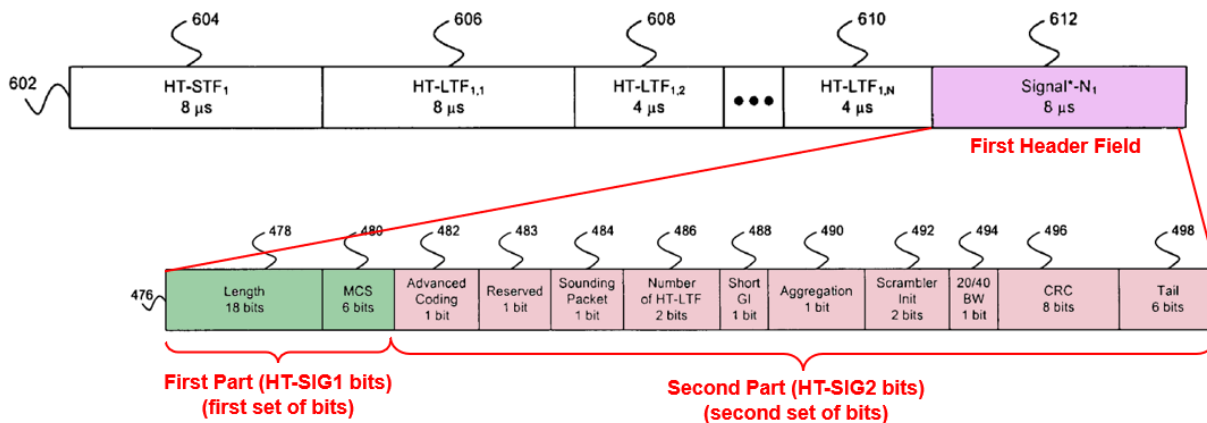 604
606
608
610
612
602
HT-STF₁
8 μs
HT-LTF₁,₁
8 μs
HT-LTF₁,₂
4 μs
●●●
HT-LTF₁,N
4 μs
Signal*-N₁
8 μs
First Header Field
478
480
482
483
484
486
488
490
492
494
496
498
476
Length
18 bits
MCS
6 bits
Advanced
Coding
1 bit
Reserved
1 bit
Sounding
Packet
1 bit
Number
of HT-LTF
2 bits
Short
GI
1 bit
Aggregation
1 bit
Scrambler
Init
2 bits
20/40
BW
1 bit
CRC
8 bits
Tail
6 bits
First Part (HT-SIG1 bits)
(first set of bits)
Second Part (HT-SIG2 bits)
(second set of bits)